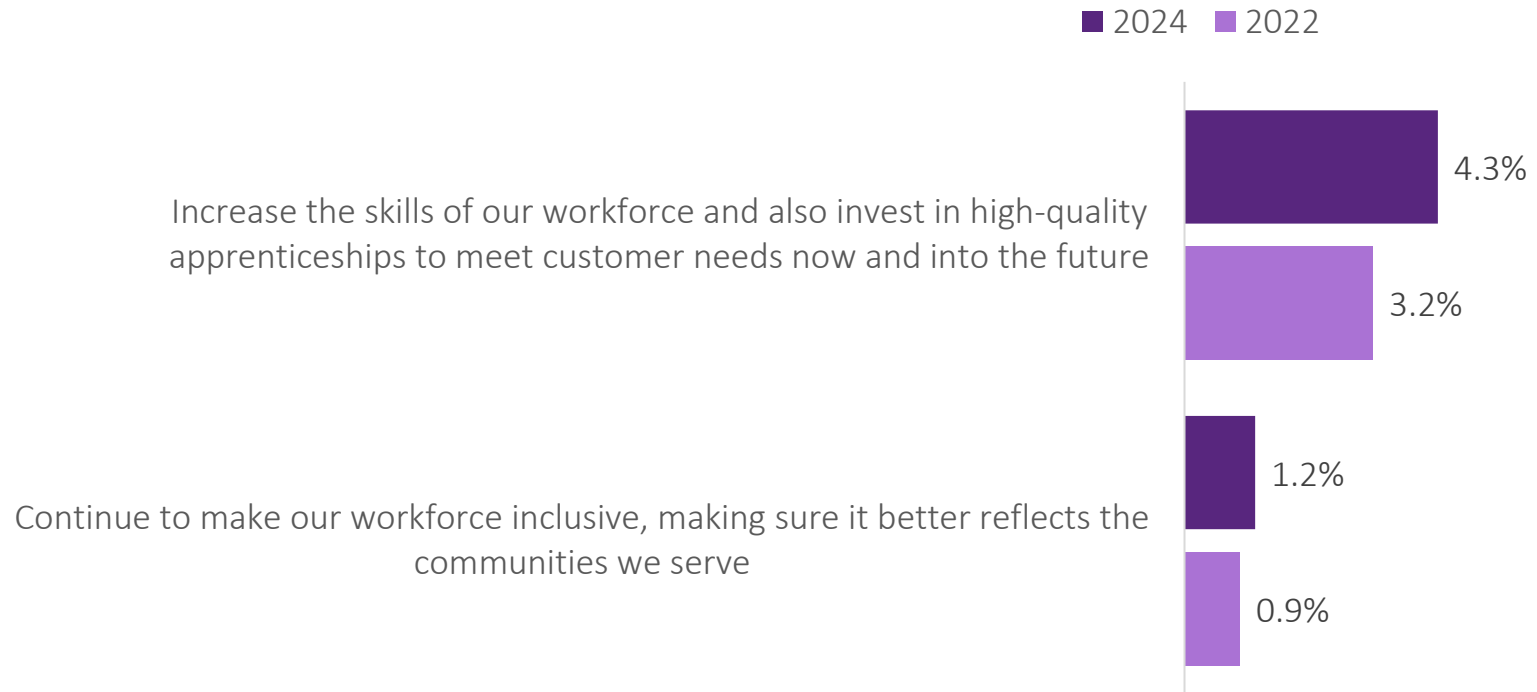 2024 2022
4.3%
Increase the skills of our workforce and also invest in high-quality
apprenticeships to meet customer needs now and into the future
3.2%
1.2%
Continue to make our workforce inclusive, making sure it better reflects the
communities we serve
0.9%